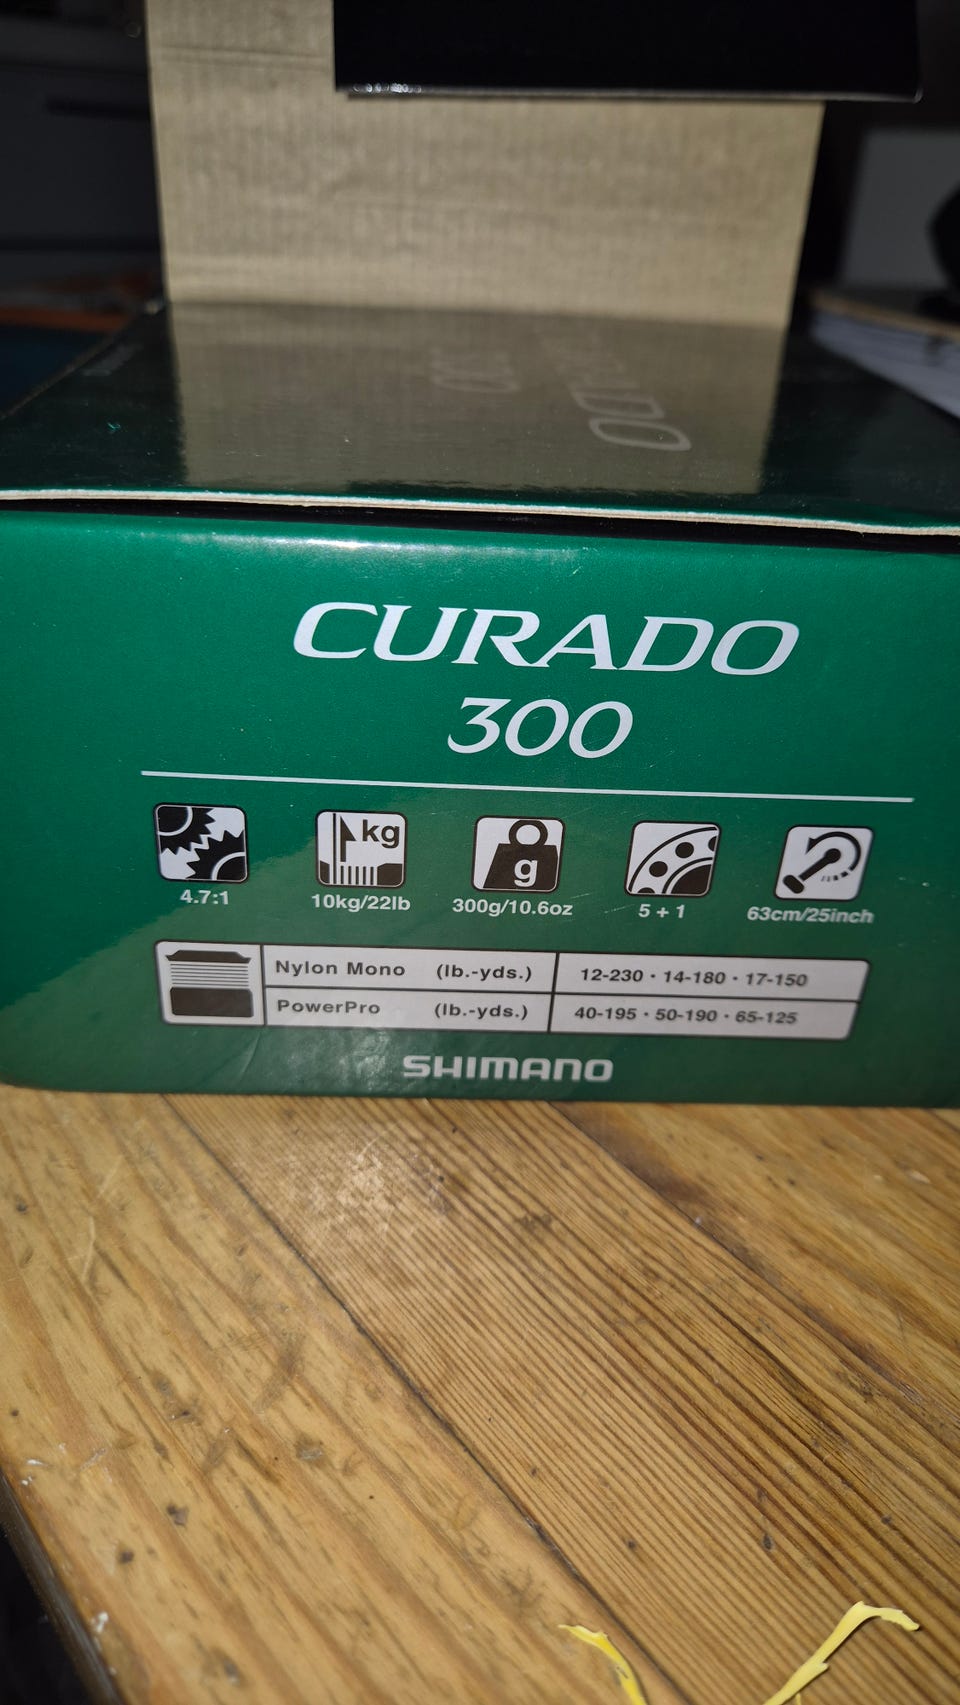 CURADO
300
kg
g
4.7:1
10kg/22lb
300g/10.6oz
5 + 1
63cm/25inch
Nylon Mono (lb.-yds.) 12-230 · 14-180 · 17-150
PowerPro (lb.-yds.) 40-195 · 50-190 · 65-125
SHIMANO